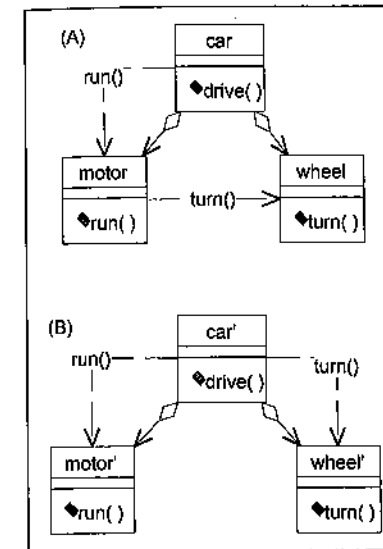 (A)
car
run()
drive( )
motor
wheel
turn()
run( )
turn( )
(B)
car'
run()
turn()
drive( )
motor'
wheel'
run( )
turn( )